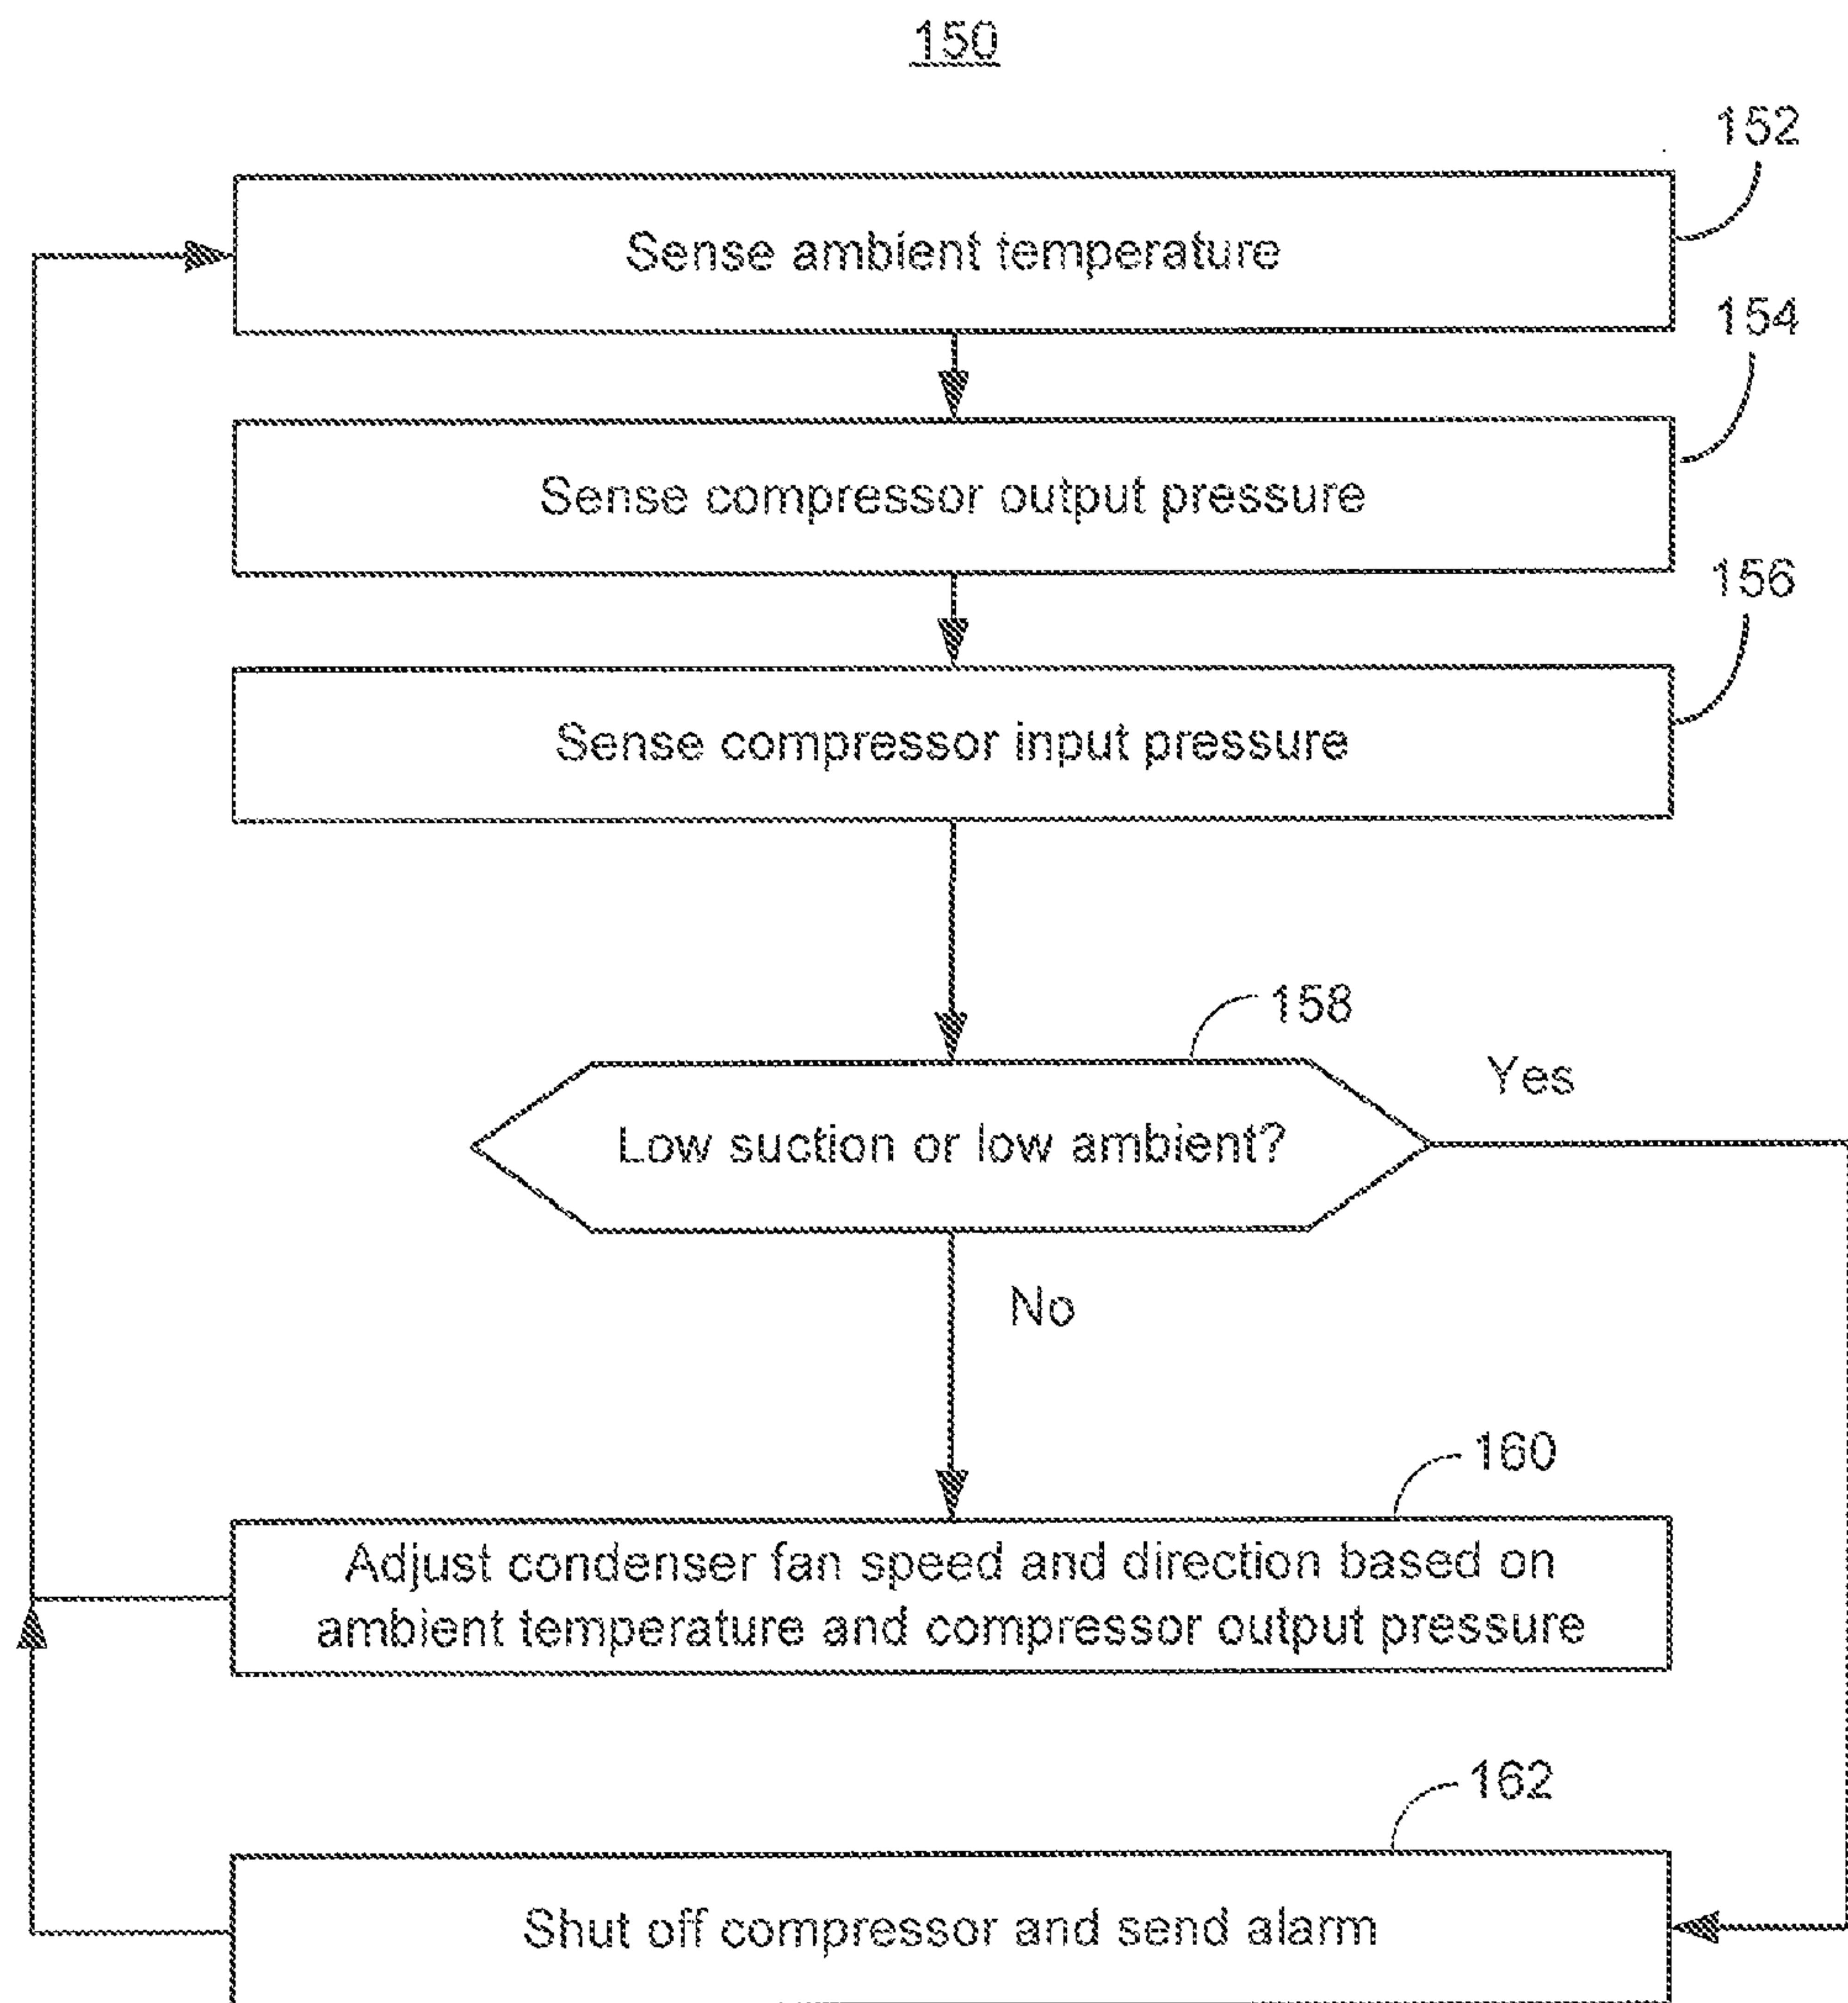 150
152
Sense ambient temperature
154
Sense compressor output pressure
156
Sense compressor input pressure
158
Yes
Low suction or low ambient?
No
160
Adjust condenser fan speed and direction based on
ambient temperature and compressor output pressure
162
Shut off compressor and send alarm